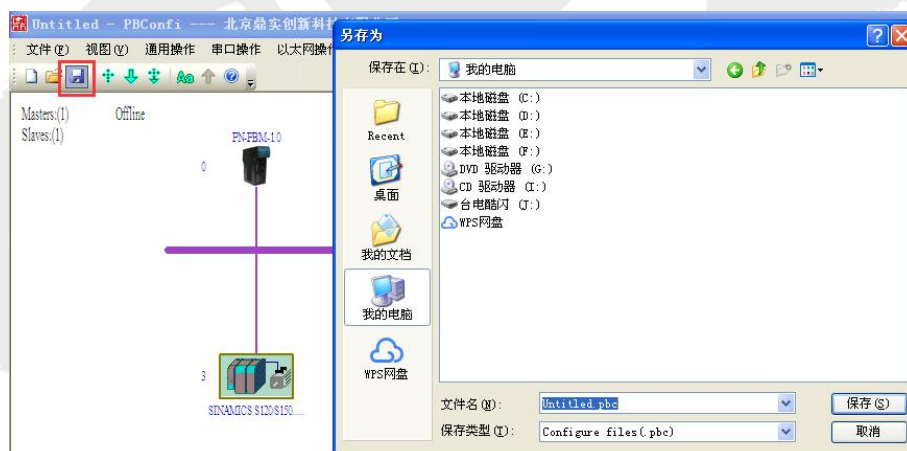 Untitled - PBConfi --- 北京鼎实创新科技
文件(F) 视图(V) 通用操作 串口操作 以太网操作
Masters:(1) Offline
Slaves:(1)
PN-PBM-1.0
0
3
SINAMICS S120/S150......
另存为
保存在(I):
我的电脑
Recent
桌面
我的文档
我的电脑
WPS网盘
本地磁盘 (C:)
本地磁盘 (D:)
本地磁盘 (E:)
本地磁盘 (F:)
DVD 驱动器 (G:)
CD 驱动器 (I:)
台电酷闪 (J:)
WPS网盘
文件名(N):
Untitled.pbc
保存(S)
保存类型(T):
Configure files(.pbc)
取消